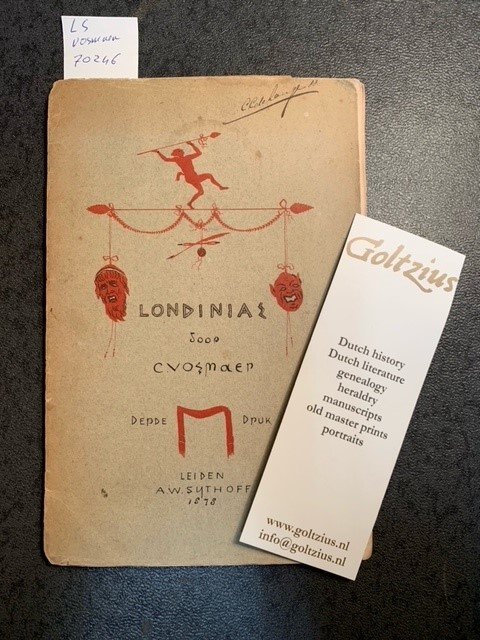 LS
vosmaer
70246
LONDINIAS
door
C VOSMAER
DERDE DRUK
LEIDEN
A.W. SYTHOFF
1878
Goltzius
Dutch history
Dutch literature
genealogy
heraldry
manuscripts
old master prints
portraits
www.goltzius.nl
info@goltzius.nl